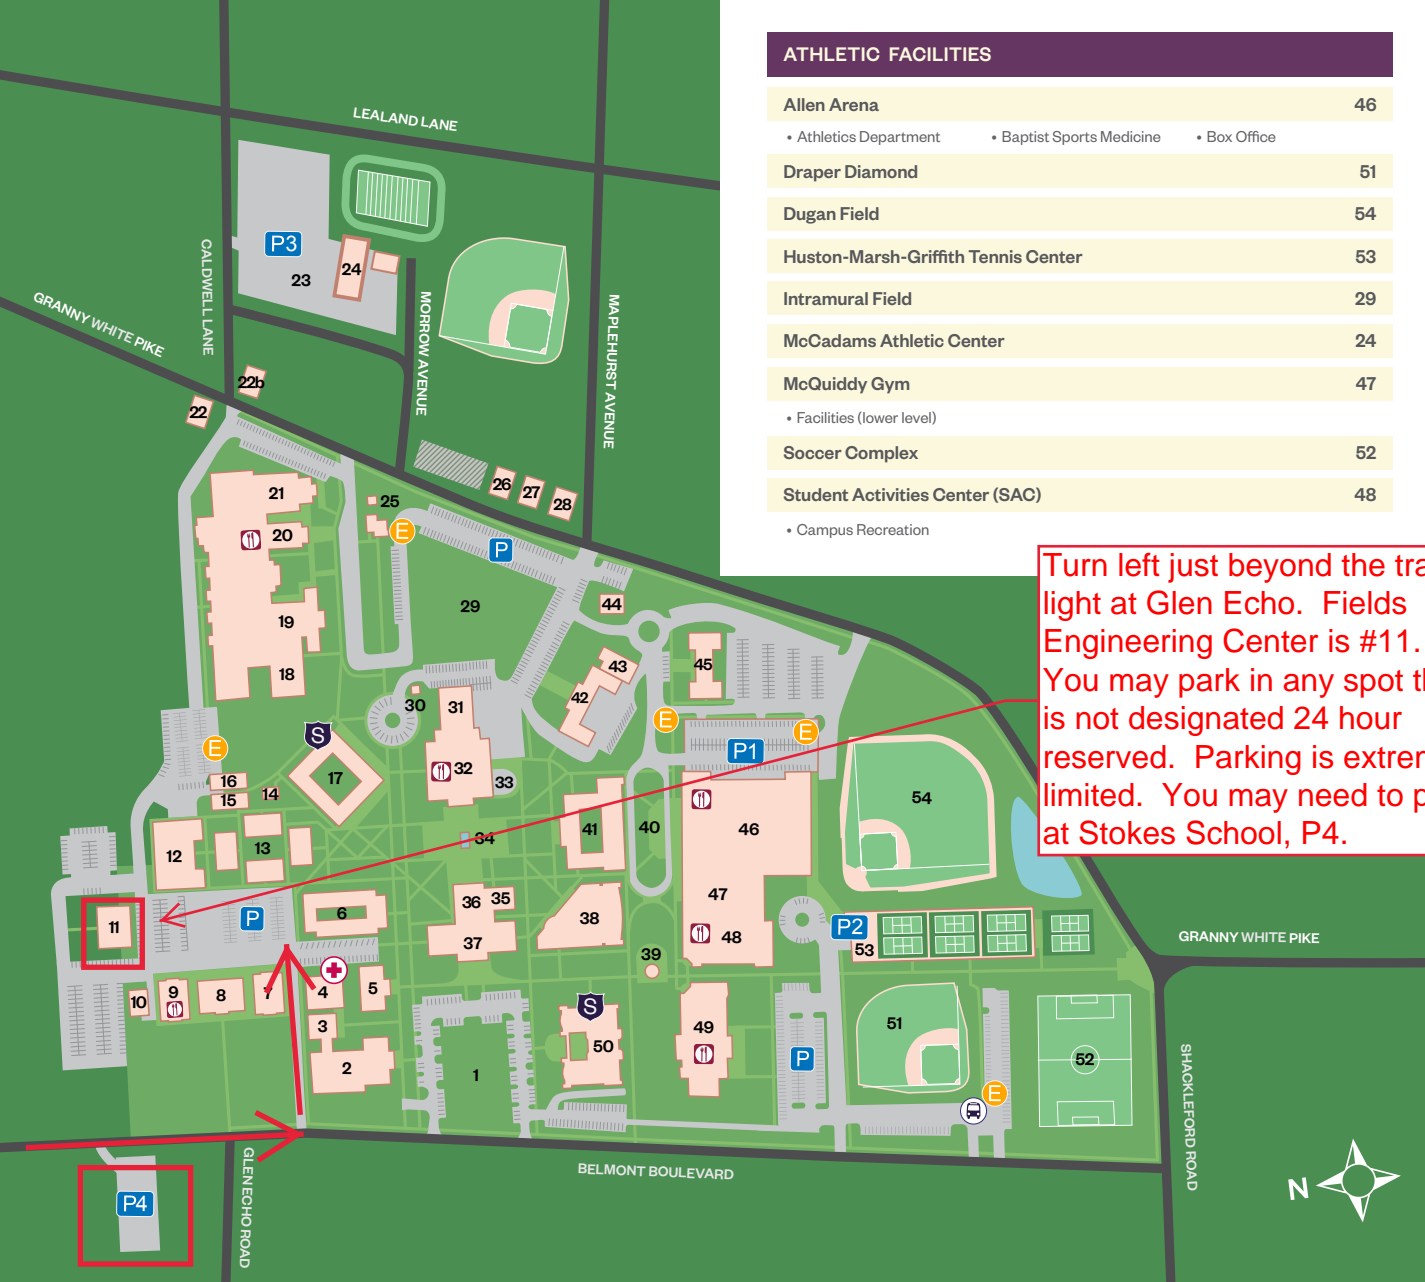 ATHLETIC FACILITIES
Allen Arena 46
• Athletics Department • Baptist Sports Medicine • Box Office
Draper Diamond 51
Dugan Field 54
Huston-Marsh-Griffith Tennis Center 53
Intramural Field 29
McCadams Athletic Center 24
McQuiddy Gym 47
• Facilities (lower level)
Soccer Complex 52
Student Activities Center (SAC) 48
• Campus Recreation
Turn left just beyond the tra
light at Glen Echo. Fields
Engineering Center is #11.
You may park in any spot th
is not designated 24 hour
reserved. Parking is extrem
limited. You may need to p
at Stokes School, P4.
LEALAND LANE
CALDWELL LANE
GRANNY WHITE PIKE
MORROW AVENUE
MAPLEHURST AVENUE
P3
23
24
22b
22
26
27
28
25
E
P
21
20
29
44
19
18
43
45
42
30
31
E
E
E
S
P1
17
32
33
16
15
14
54
34
41
40
46
13
12
47
36
35
6
P
11
38
P2
48
37
53
39
GRANNY WHITE PIKE
10
9
8
7
4
5
S
3
51
49
50
P
52
2
1
E
BELMONT BOULEVARD
GLEN ECHO ROAD
SHACKLEFORD ROAD
P4
N